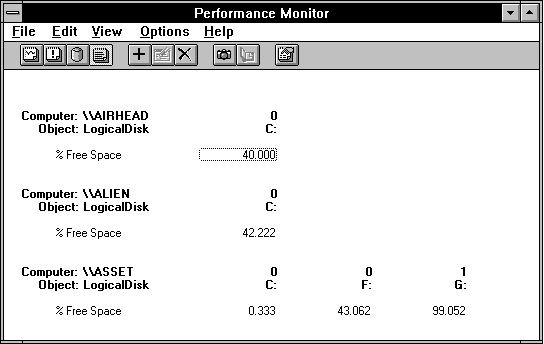 Performance Monitor
File Edit View Options Help
Computer: \\AIRHEAD 0
Object: LogicalDisk C:
% Free Space 40.000
Computer: \\ALIEN 0
Object: LogicalDisk C:
% Free Space 42.222
Computer: \\ASSET 0 0 1
Object: LogicalDisk C: F: G:
% Free Space 0.333 43.062 99.052